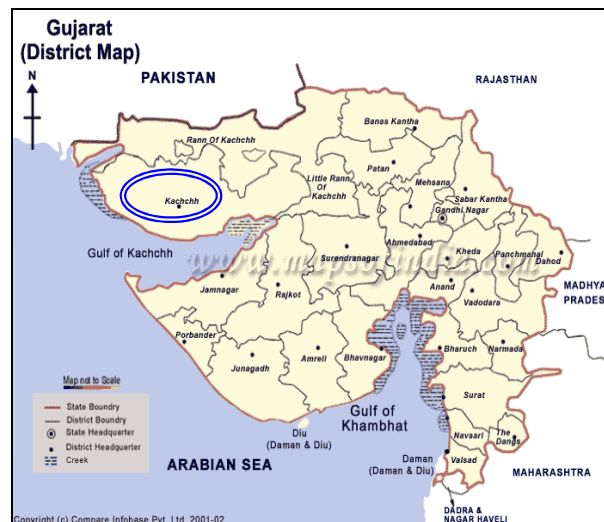 Gujarat
(District Map)
N
PAKISTAN
RAJASTHAN
Banas Kantha
Rann Of Kachchh
Patan
Little Rann
Of
Kachchh
Mehsana
Kachchh
Sabar Kantha
Gandhi Nagar
Ahmedabad
Gulf of Kachchh
Surendranagar
Kheda
Panchmahal
Dahod
www.mapsofindia.com
Jamnagar
Rajkot
Anand
Vadodara
MADHYA
PRADES
Porbander
Junagadh
Amreli
Bhavnagar
Bharuch
Narmada
Map not to Scale
State Boundry
District Boundry
State Headquarter
District Headquarter
Creek
Surat
Gulf of
Khambhat
Diu
(Daman & Diu)
Navsari
The
Dangs
Valsad
Daman
(Daman & Diu)
ARABIAN SEA
MAHARASHTRA
DADRA &
NAGAR HAVELI
Copyright (c) Compare Infobase Pvt. Ltd. 2001-02